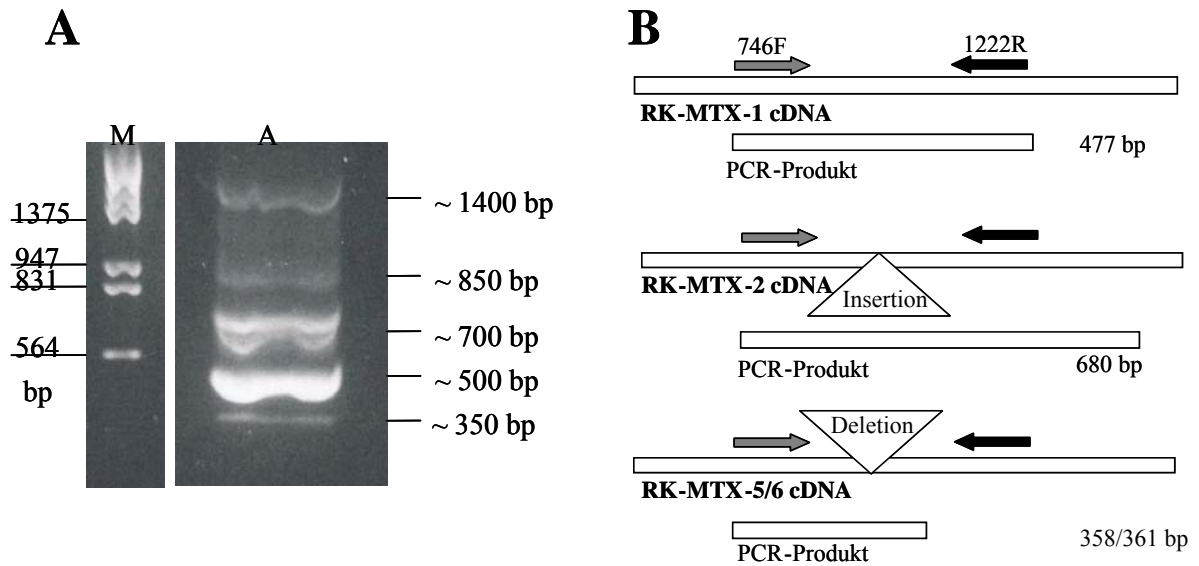 A
M
A
1375
947
831
564
bp
~ 1400 bp
~ 850 bp
~ 700 bp
~ 500 bp
~ 350 bp
B
746F
1222R
RK-MTX-1 cDNA
477 bp
PCR-Produkt
RK-MTX-2 cDNA
Insertion
PCR-Produkt
680 bp
Deletion
RK-MTX-5/6 cDNA
358/361 bp
PCR-Produkt